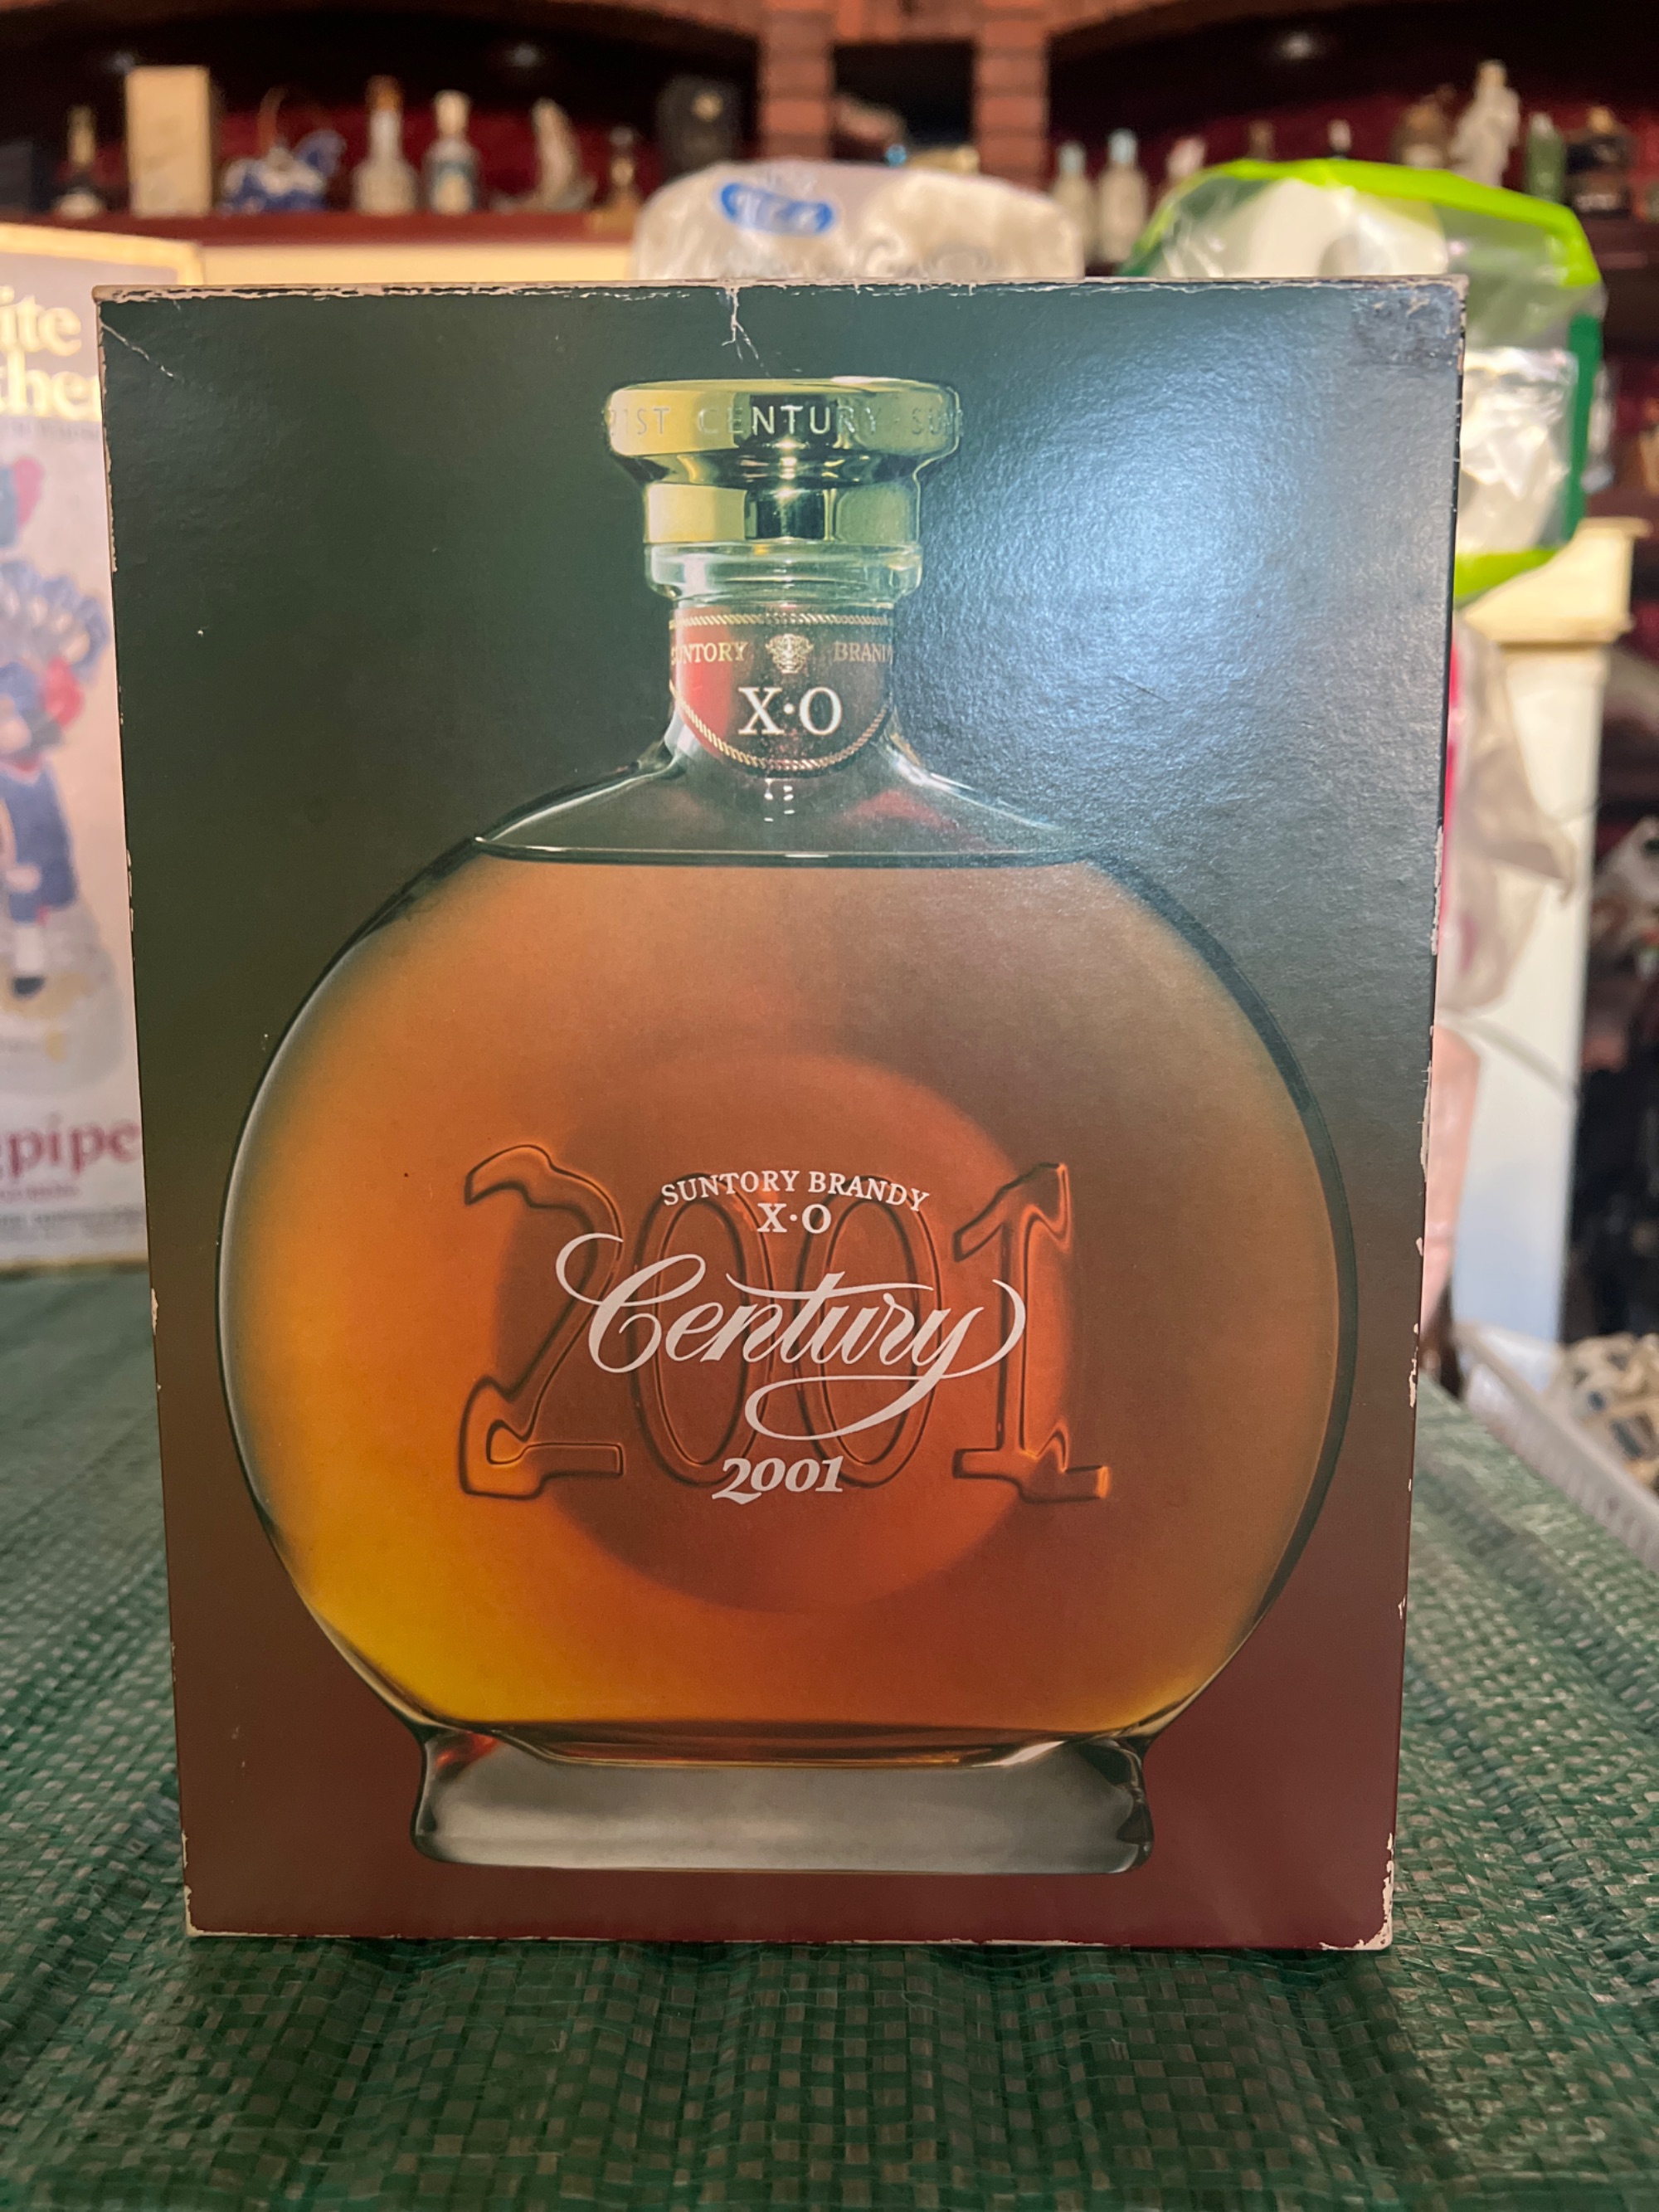 21ST CENTURY
SUNTORY BRANDY
X·O
2001
SUNTORY BRANDY
X·O
Century
2001